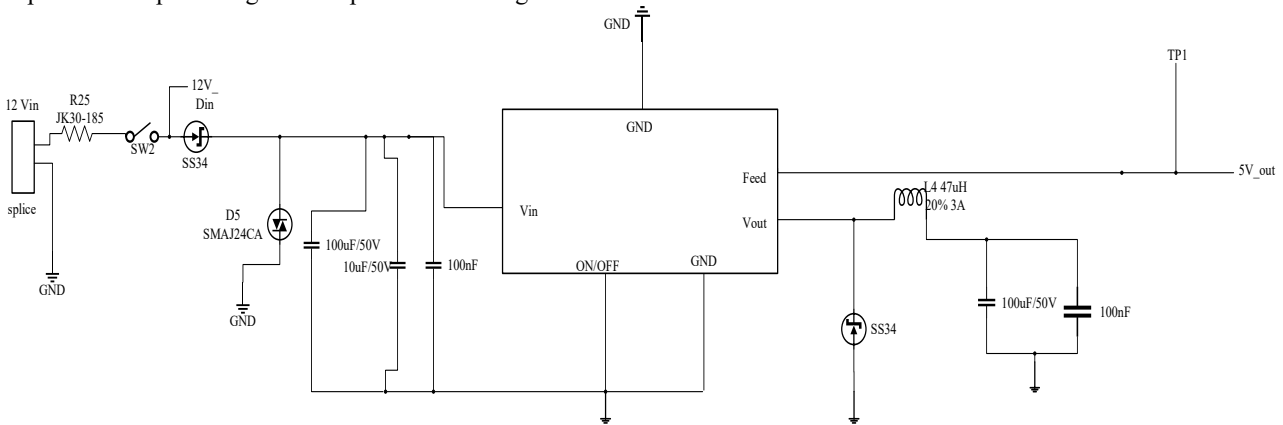 GND
TP1
12V_
Din
12 Vin
R25
JK30-185
SW2
SS34
splice
GND
D5
SMAJ24CA
GND
100uF/50V
10uF/50V
100nF
GND
Vin
Feed
Vout
ON/OFF
GND
5V_out
L4 47uH
20% 3A
SS34
100uF/50V
100nF